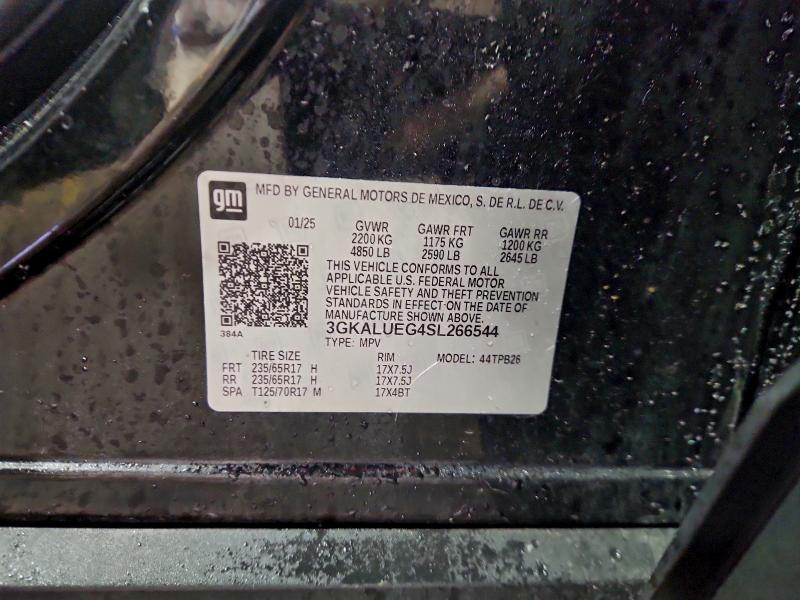 gm
MFD BY GENERAL MOTORS DE MEXICO, S. DE R.L. DE C.V.
01/25 GVWR GAWR FRT GAWR RR
2200 KG 1175 KG 1200 KG
4850 LB 2590 LB 2645 LB
THIS VEHICLE CONFORMS TO ALL
APPLICABLE U.S. FEDERAL MOTOR
VEHICLE SAFETY AND THEFT PREVENTION
STANDARDS IN EFFECT ON THE DATE OF
MANUFACTURE SHOWN ABOVE.
384A
3GKALUEG4SL266544
TYPE: MPV
TIRE SIZE RIM MODEL: 44TPB26
FRT 235/65R17 H 17X7.5J
RR 235/65R17 H 17X7.5J
SPA T125/70R17 M 17X4BT